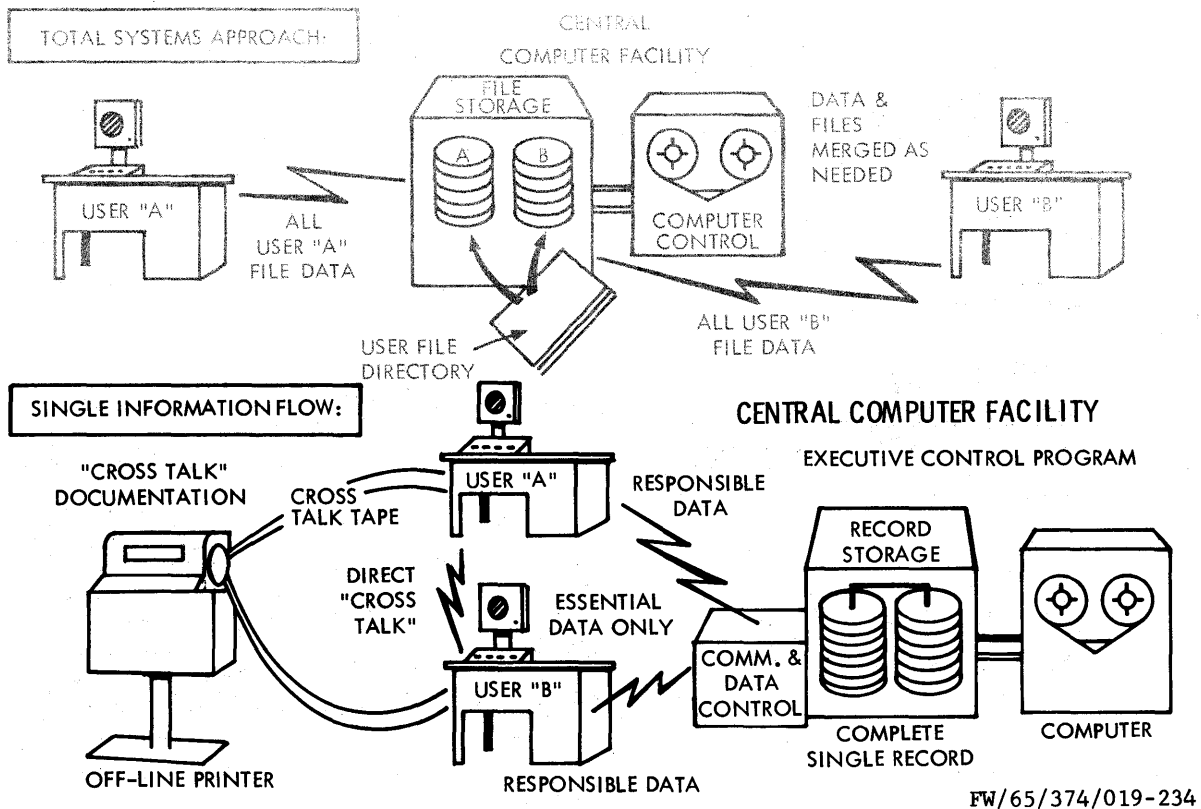 TOTAL SYSTEMS APPROACH:
CENTRAL
COMPUTER FACILITY
FILE
STORAGE
A
B
DATA &
FILES
MERGED AS
NEEDED
USER "A"
ALL
USER "A"
FILE DATA
COMPUTER
CONTROL
USER "B"
ALL USER "B"
FILE DATA
USER FILE
DIRECTORY
SINGLE INFORMATION FLOW:
CENTRAL COMPUTER FACILITY
EXECUTIVE CONTROL PROGRAM
"CROSS TALK"
DOCUMENTATION
CROSS
TALK TAPE
USER "A"
RESPONSIBLE
DATA
RECORD
STORAGE
DIRECT
"CROSS
TALK"
ESSENTIAL
DATA ONLY
USER "B"
COMM. &
DATA
CONTROL
COMPLETE
SINGLE RECORD
COMPUTER
OFF-LINE PRINTER
RESPONSIBLE DATA
FW/65/374/019-234